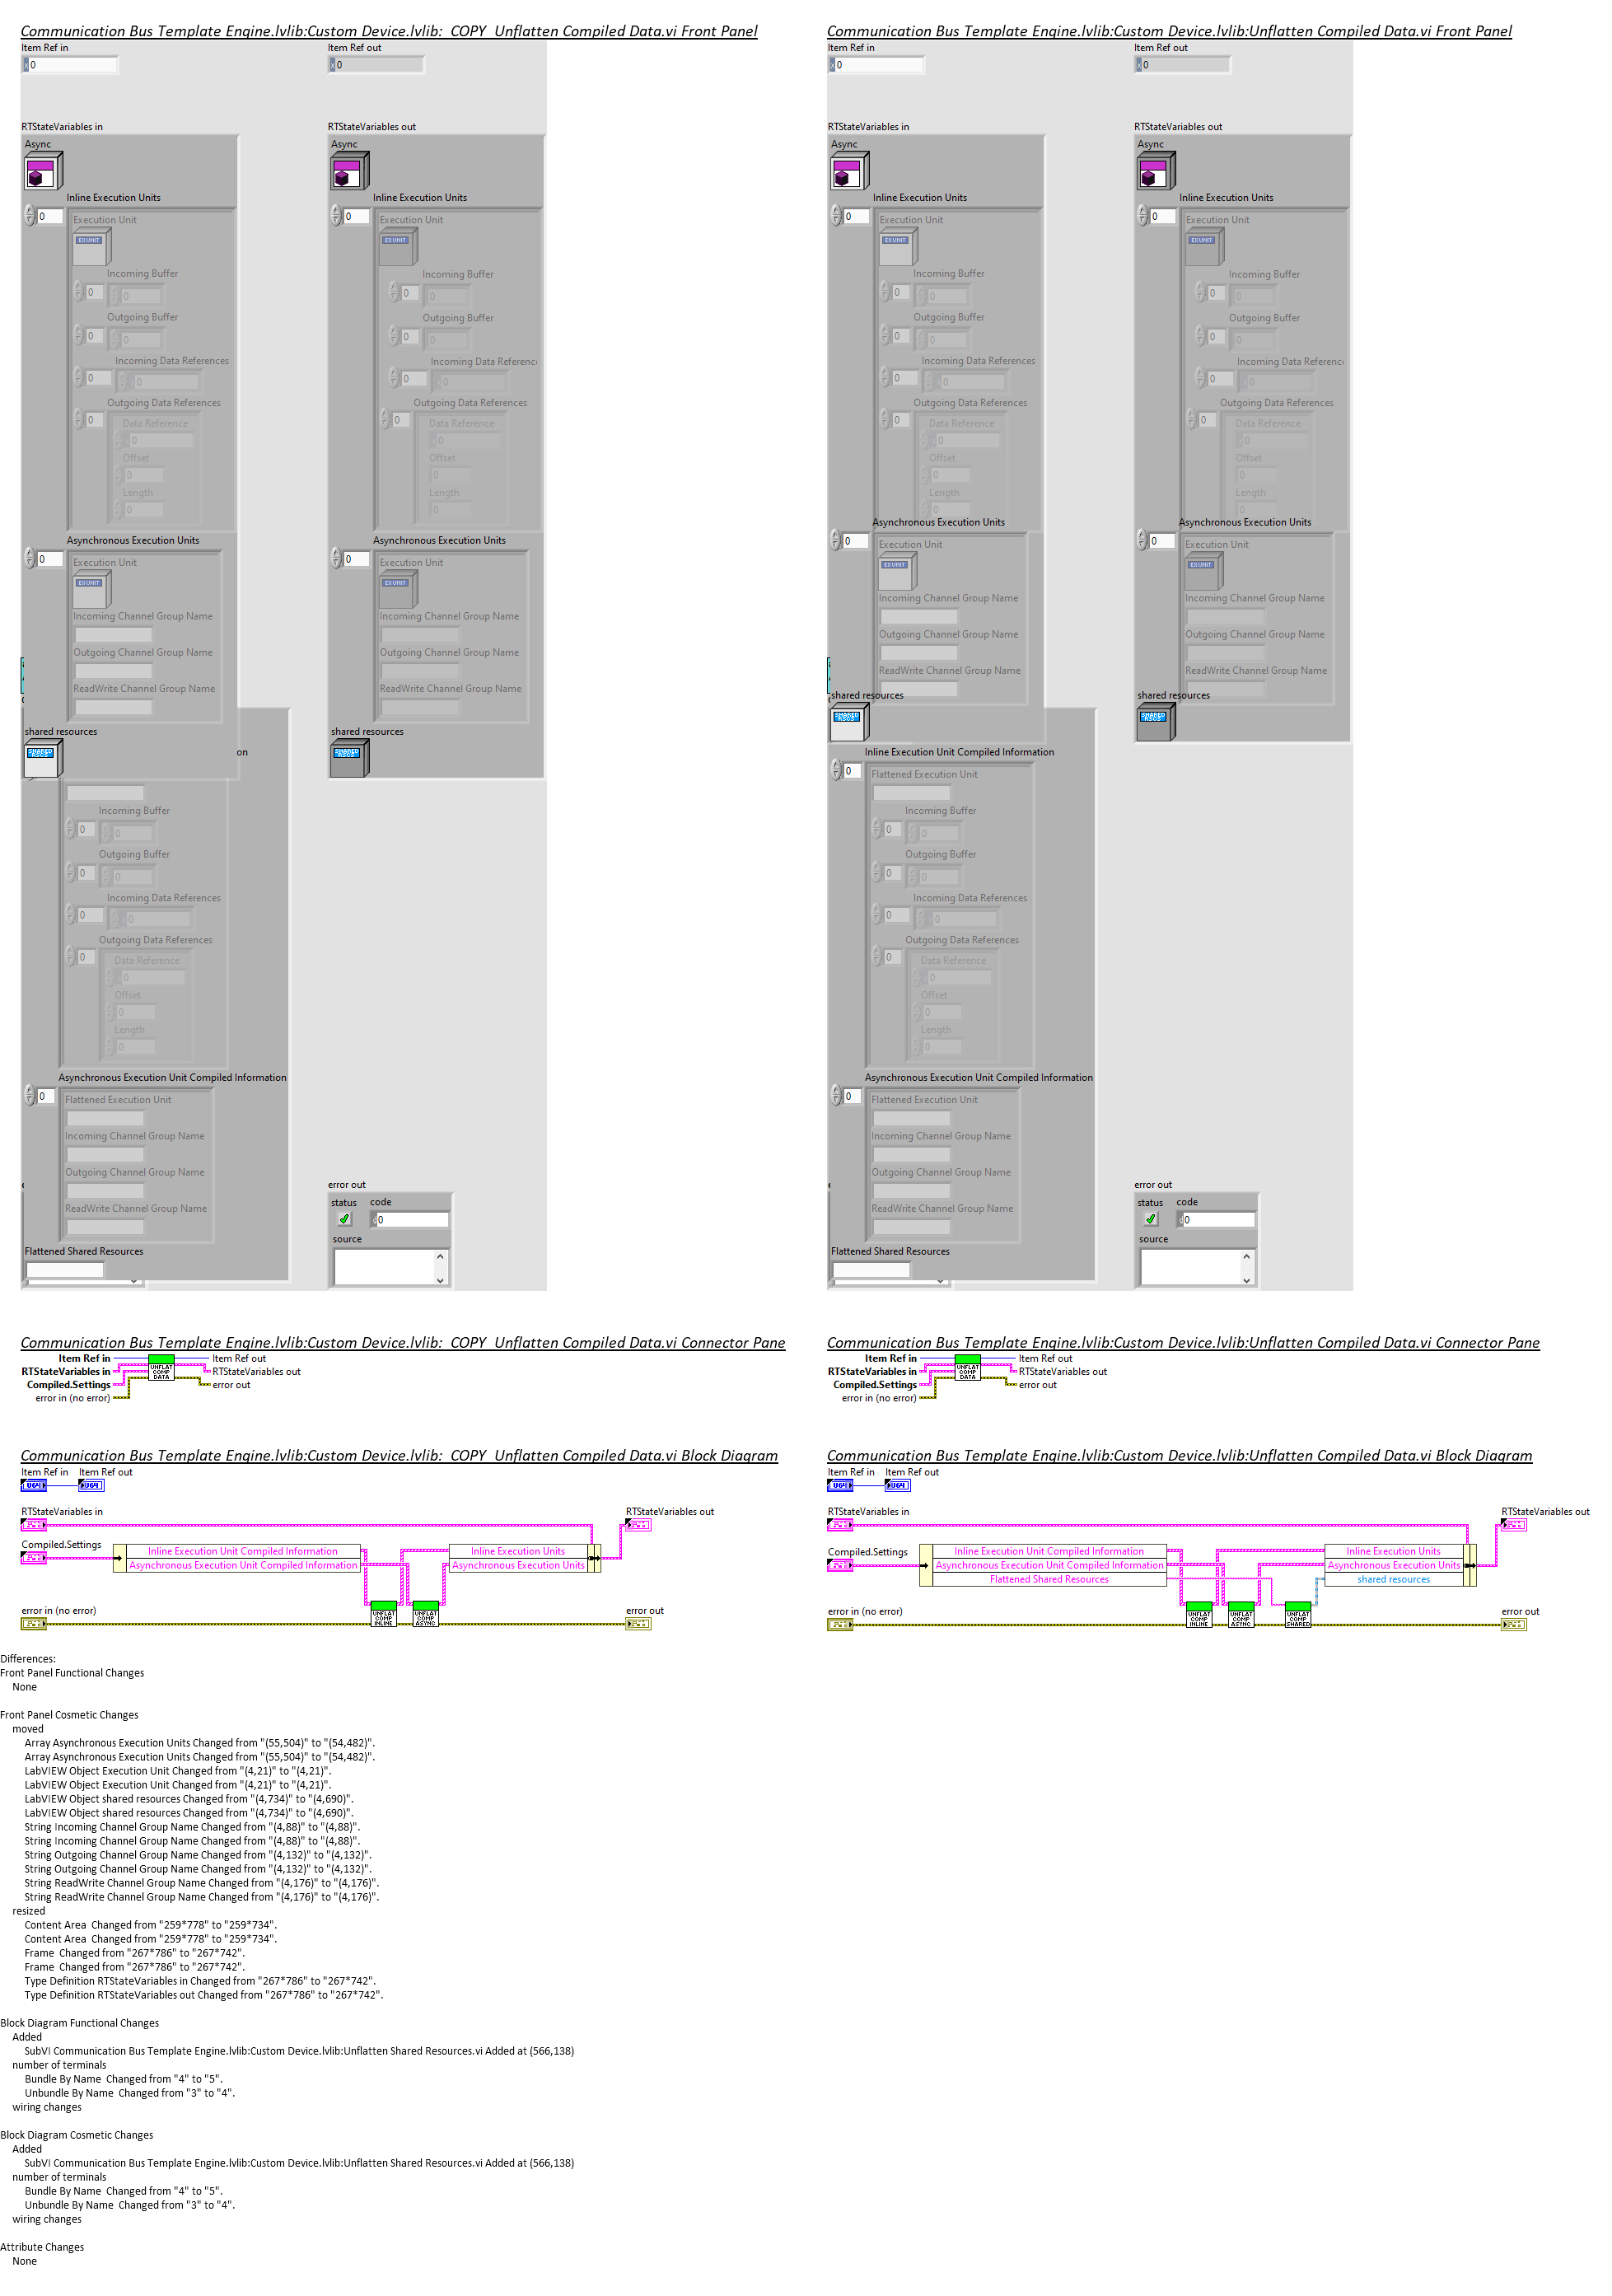 Communication Bus Template Engine.lvlib:Custom Device.lvlib:_COPY_Unflatten Compiled Data.vi Front Panel
Item Ref in
Item Ref out
x 0
x 0
RTStateVariables in
RTStateVariables out
Async
Async
Inline Execution Units
Inline Execution Units
0
0
Execution Unit
Execution Unit
EX UNIT
EX UNIT
Incoming Buffer
Incoming Buffer
0
0
0
0
Outgoing Buffer
Outgoing Buffer
0
0
0
0
Incoming Data References
Incoming Data Referenc
0
0
0
0
Outgoing Data References
Outgoing Data References
0
0
Data Reference
Data Reference
0
0
Offset
Offset
0
0
Length
Length
0
0
Asynchronous Execution Units
Asynchronous Execution Units
0
0
Execution Unit
Execution Unit
EX UNIT
EX UNIT
Incoming Channel Group Name
Incoming Channel Group Name
Outgoing Channel Group Name
Outgoing Channel Group Name
ReadWrite Channel Group Name
ReadWrite Channel Group Name
shared resources
shared resources
SHARED RSCS
SHARED RSCS
on
Incoming Buffer
0
0
Outgoing Buffer
0
0
Incoming Data References
0
0
Outgoing Data References
0
Data Reference
0
Offset
0
Length
0
Asynchronous Execution Unit Compiled Information
0
Flattened Execution Unit
Incoming Channel Group Name
Outgoing Channel Group Name
ReadWrite Channel Group Name
Flattened Shared Resources
error out
status code
0
source
Communication Bus Template Engine.lvlib:Custom Device.lvlib:Unflatten Compiled Data.vi Front Panel
Item Ref in
Item Ref out
x 0
x 0
RTStateVariables in
RTStateVariables out
Async
Async
Inline Execution Units
Inline Execution Units
0
0
Execution Unit
Execution Unit
EX UNIT
EX UNIT
Incoming Buffer
Incoming Buffer
0
0
0
0
Outgoing Buffer
Outgoing Buffer
0
0
0
0
Incoming Data References
Incoming Data Referenc
0
0
0
0
Outgoing Data References
Outgoing Data References
0
0
Data Reference
Data Reference
0
0
Offset
Offset
0
0
Length
Length
0
0
Asynchronous Execution Units
Asynchronous Execution Units
0
0
Execution Unit
Execution Unit
EX UNIT
EX UNIT
Incoming Channel Group Name
Incoming Channel Group Name
Outgoing Channel Group Name
Outgoing Channel Group Name
ReadWrite Channel Group Name
ReadWrite Channel Group Name
shared resources
shared resources
SHARED RSCS
SHARED RSCS
Inline Execution Unit Compiled Information
0
Flattened Execution Unit
Incoming Buffer
0
0
Outgoing Buffer
0
0
Incoming Data References
0
0
Outgoing Data References
0
Data Reference
0
Offset
0
Length
0
Asynchronous Execution Unit Compiled Information
0
Flattened Execution Unit
Incoming Channel Group Name
Outgoing Channel Group Name
ReadWrite Channel Group Name
Flattened Shared Resources
error out
status code
0
source
Communication Bus Template Engine.lvlib:Custom Device.lvlib:_COPY_Unflatten Compiled Data.vi Connector Pane
Item Ref in
Item Ref out
RTStateVariables in
RTStateVariables out
Compiled.Settings
error out
error in (no error)
UNFLAT
COMP
DATA
Communication Bus Template Engine.lvlib:Custom Device.lvlib:Unflatten Compiled Data.vi Connector Pane
Item Ref in
Item Ref out
RTStateVariables in
RTStateVariables out
Compiled.Settings
error out
error in (no error)
UNFLAT
COMP
DATA
Communication Bus Template Engine.lvlib:Custom Device.lvlib:_COPY_Unflatten Compiled Data.vi Block Diagram
Item Ref in
Item Ref out
U64
U64
RTStateVariables in
RTStateVariables out
Compiled.Settings
Inline Execution Unit Compiled Information
Inline Execution Units
Asynchronous Execution Unit Compiled Information
Asynchronous Execution Units
error in (no error)
UNFLAT COMP INLINE
UNFLAT COMP ASYNC
error out
Communication Bus Template Engine.lvlib:Custom Device.lvlib:Unflatten Compiled Data.vi Block Diagram
Item Ref in
Item Ref out
U64
U64
RTStateVariables in
RTStateVariables out
Compiled.Settings
Inline Execution Unit Compiled Information
Inline Execution Units
Asynchronous Execution Unit Compiled Information
Asynchronous Execution Units
Flattened Shared Resources
shared resources
error in (no error)
UNFLAT COMP INLINE
UNFLAT COMP ASYNC
UNFLAT COMP SHARED
error out
Differences:
Front Panel Functional Changes
None
Front Panel Cosmetic Changes
moved
Array Asynchronous Execution Units Changed from "(55,504)" to "(54,482)".
Array Asynchronous Execution Units Changed from "(55,504)" to "(54,482)".
LabVIEW Object Execution Unit Changed from "(4,21)" to "(4,21)".
LabVIEW Object Execution Unit Changed from "(4,21)" to "(4,21)".
LabVIEW Object shared resources Changed from "(4,734)" to "(4,690)".
LabVIEW Object shared resources Changed from "(4,734)" to "(4,690)".
String Incoming Channel Group Name Changed from "(4,88)" to "(4,88)".
String Incoming Channel Group Name Changed from "(4,88)" to "(4,88)".
String Outgoing Channel Group Name Changed from "(4,132)" to "(4,132)".
String Outgoing Channel Group Name Changed from "(4,132)" to "(4,132)".
String ReadWrite Channel Group Name Changed from "(4,176)" to "(4,176)".
String ReadWrite Channel Group Name Changed from "(4,176)" to "(4,176)".
resized
Content Area  Changed from "259*778" to "259*734".
Content Area  Changed from "259*778" to "259*734".
Frame  Changed from "267*786" to "267*742".
Frame  Changed from "267*786" to "267*742".
Type Definition RTStateVariables in Changed from "267*786" to "267*742".
Type Definition RTStateVariables out Changed from "267*786" to "267*742".
Block Diagram Functional Changes
Added
SubVI Communication Bus Template Engine.lvlib:Custom Device.lvlib:Unflatten Shared Resources.vi Added at (566,138)
number of terminals
Bundle By Name  Changed from "4" to "5".
Unbundle By Name  Changed from "3" to "4".
wiring changes
Block Diagram Cosmetic Changes
Added
SubVI Communication Bus Template Engine.lvlib:Custom Device.lvlib:Unflatten Shared Resources.vi Added at (566,138)
number of terminals
Bundle By Name  Changed from "4" to "5".
Unbundle By Name  Changed from "3" to "4".
wiring changes
Attribute Changes
None